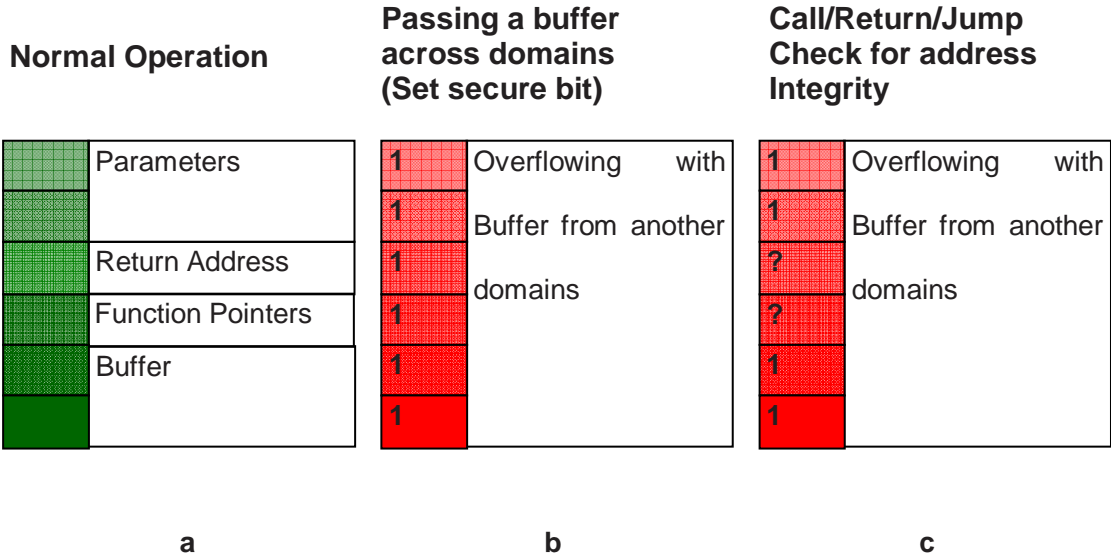 Normal Operation
Parameters
Return Address
Function Pointers
Buffer
a
Passing a buffer
across domains
(Set secure bit)
1
1
1
1
1
1
Overflowing with
Buffer from another
domains
b
Call/Return/Jump
Check for address
Integrity
1
1
?
?
1
1
Overflowing with
Buffer from another
domains
c